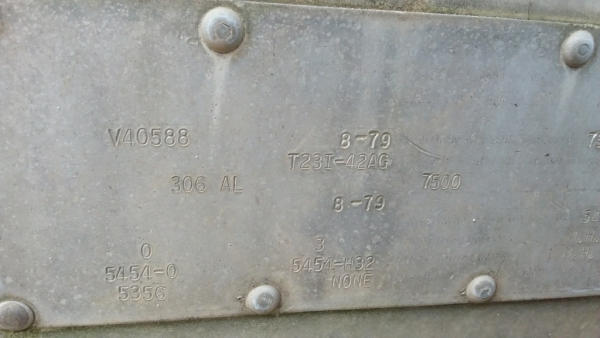 V40588 8-79
T23I-42AG
306 AL 7500
8-79
0 3
5454-0 5454-H32
5356 NONE